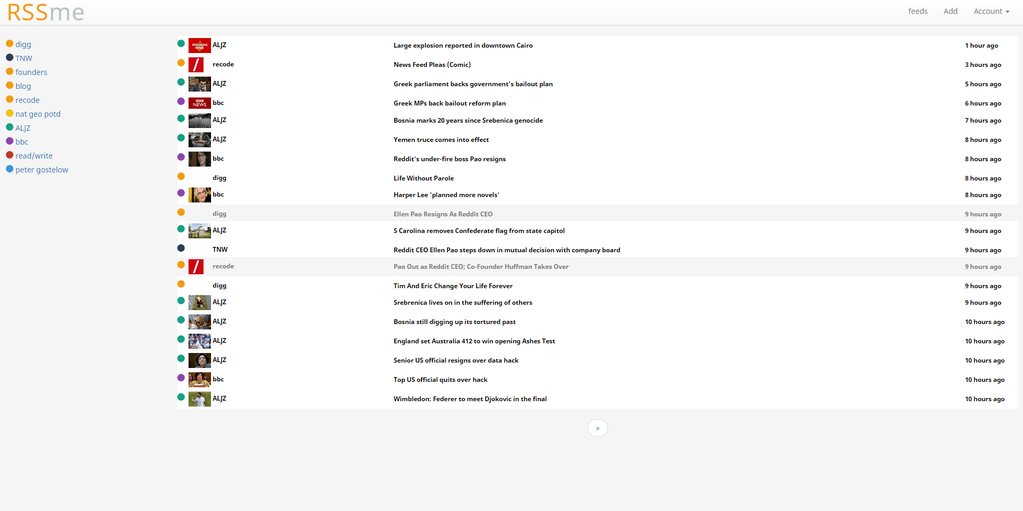 RSSme
feeds Add Account
digg
TNW
founders
blog
recode
nat geo potd
ALJZ
bbc
read/write
peter gostelow
ALJZ Large explosion reported in downtown Cairo 1 hour ago
recode News Feed Pleas (Comic) 3 hours ago
ALJZ Greek parliament backs government's bailout plan 5 hours ago
bbc Greek MPs back bailout reform plan 6 hours ago
ALJZ Bosnia marks 20 years since Srebenica genocide 7 hours ago
ALJZ Yemen truce comes into effect 8 hours ago
bbc Reddit's under-fire boss Pao resigns 8 hours ago
digg Life Without Parole 8 hours ago
bbc Harper Lee 'planned more novels' 8 hours ago
digg Ellen Pao Resigns As Reddit CEO 9 hours ago
ALJZ S Carolina removes Confederate flag from state capitol 9 hours ago
TNW Reddit CEO Ellen Pao steps down in mutual decision with company board 9 hours ago
recode Pao Out as Reddit CEO; Co-Founder Huffman Takes Over 9 hours ago
digg Tim And Eric Change Your Life Forever 9 hours ago
ALJZ Srebrenica lives on in the suffering of others 9 hours ago
ALJZ Bosnia still digging up its tortured past 10 hours ago
ALJZ England set Australia 412 to win opening Ashes Test 10 hours ago
ALJZ Senior US official resigns over data hack 10 hours ago
bbc Top US official quits over hack 10 hours ago
ALJZ Wimbledon: Federer to meet Djokovic in the final 10 hours ago
»